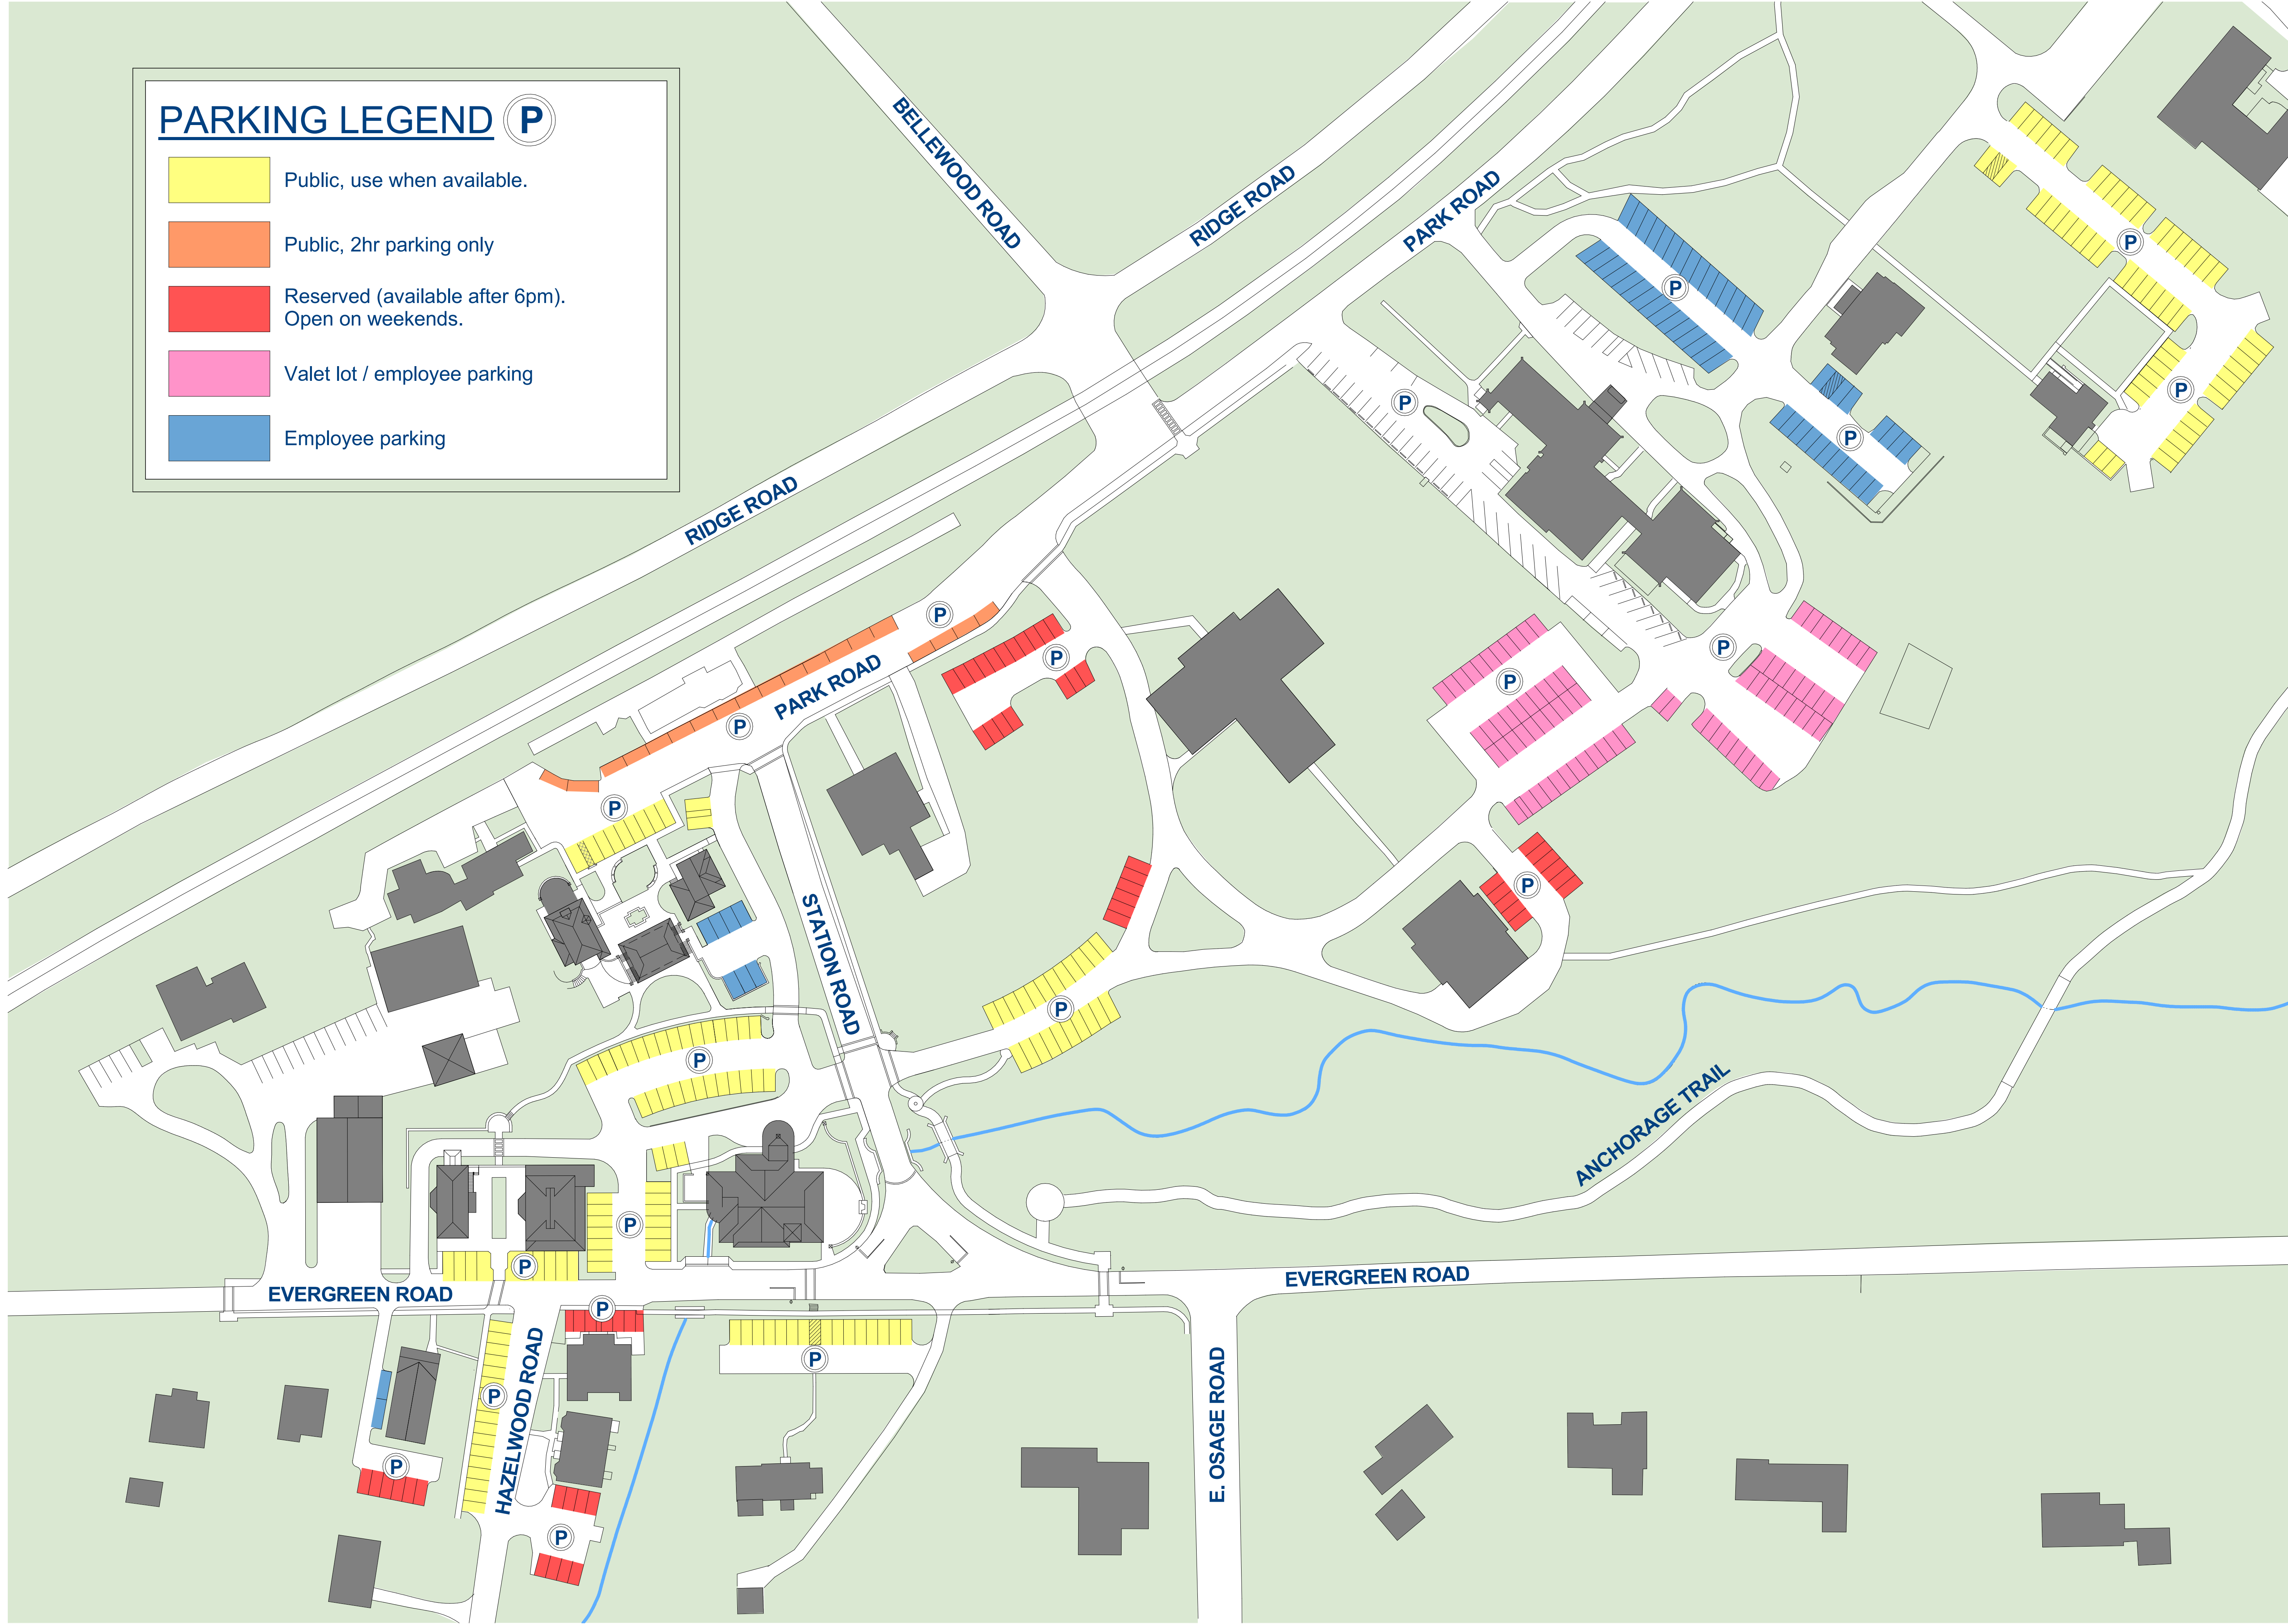 PARKING LEGEND P
Public, use when available.
Public, 2hr parking only
Reserved (available after 6pm).
Open on weekends.
Valet lot / employee parking
Employee parking
BELLEWOOD ROAD
RIDGE ROAD
PARK ROAD
P
P
P
P
P
P
RIDGE ROAD
P
P
P
P
P
PARK ROAD
P
P
P
STATION ROAD
P
P
ANCHORAGE TRAIL
P
P
EVERGREEN ROAD
EVERGREEN ROAD
P
P
P
HAZELWOOD ROAD
E. OSAGE ROAD
P
P